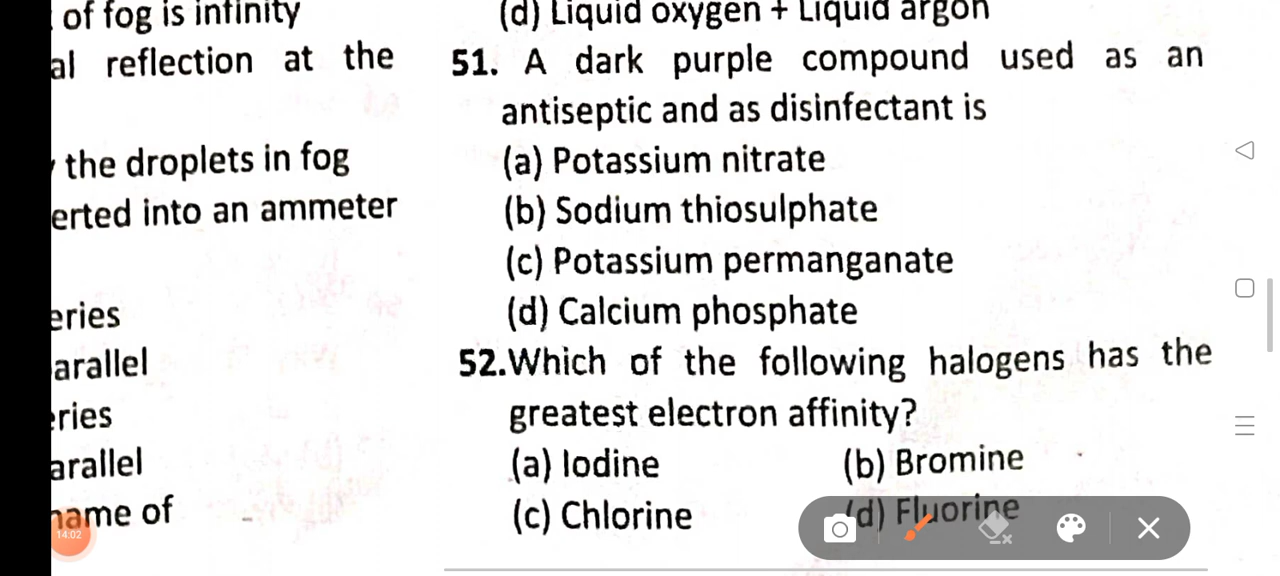 of fog is infinity
al reflection at the
the droplets in fog
erted into an ammeter
eries
arallel
eries
arallel
name of
14:02
(d) Liquid oxygen + Liquid argon
51. A dark purple compound used as an
antiseptic and as disinfectant is
(a) Potassium nitrate
(b) Sodium thiosulphate
(c) Potassium permanganate
(d) Calcium phosphate
52.Which of the following halogens has the
greatest electron affinity?
(a) Iodine (b) Bromine
(c) Chlorine (d) Fluorine